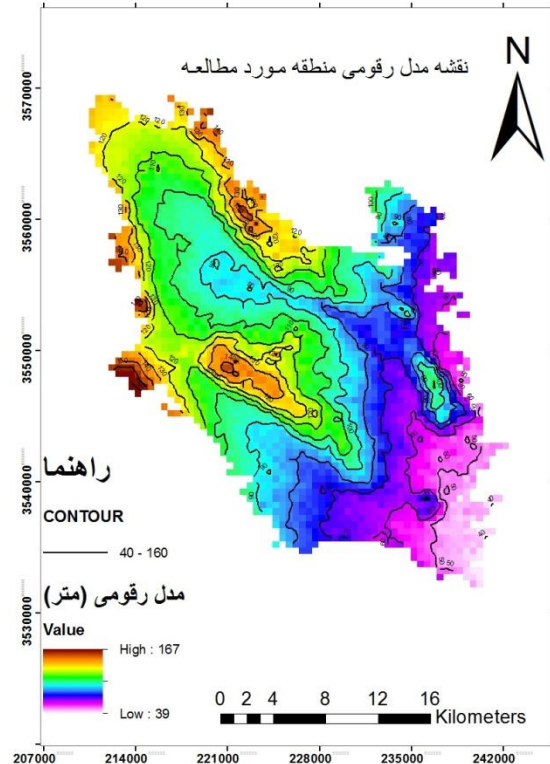 نقشه مدل رقومی منطقه مورد مطالعه
N
3570000
3560000
3550000
3540000
3530000
راهنما
CONTOUR
40 - 160
مدل رقومی (متر)
Value
High : 167
Low : 39
0 2 4 8 12 16
Kilometers
207000 214000 221000 228000 235000 242000